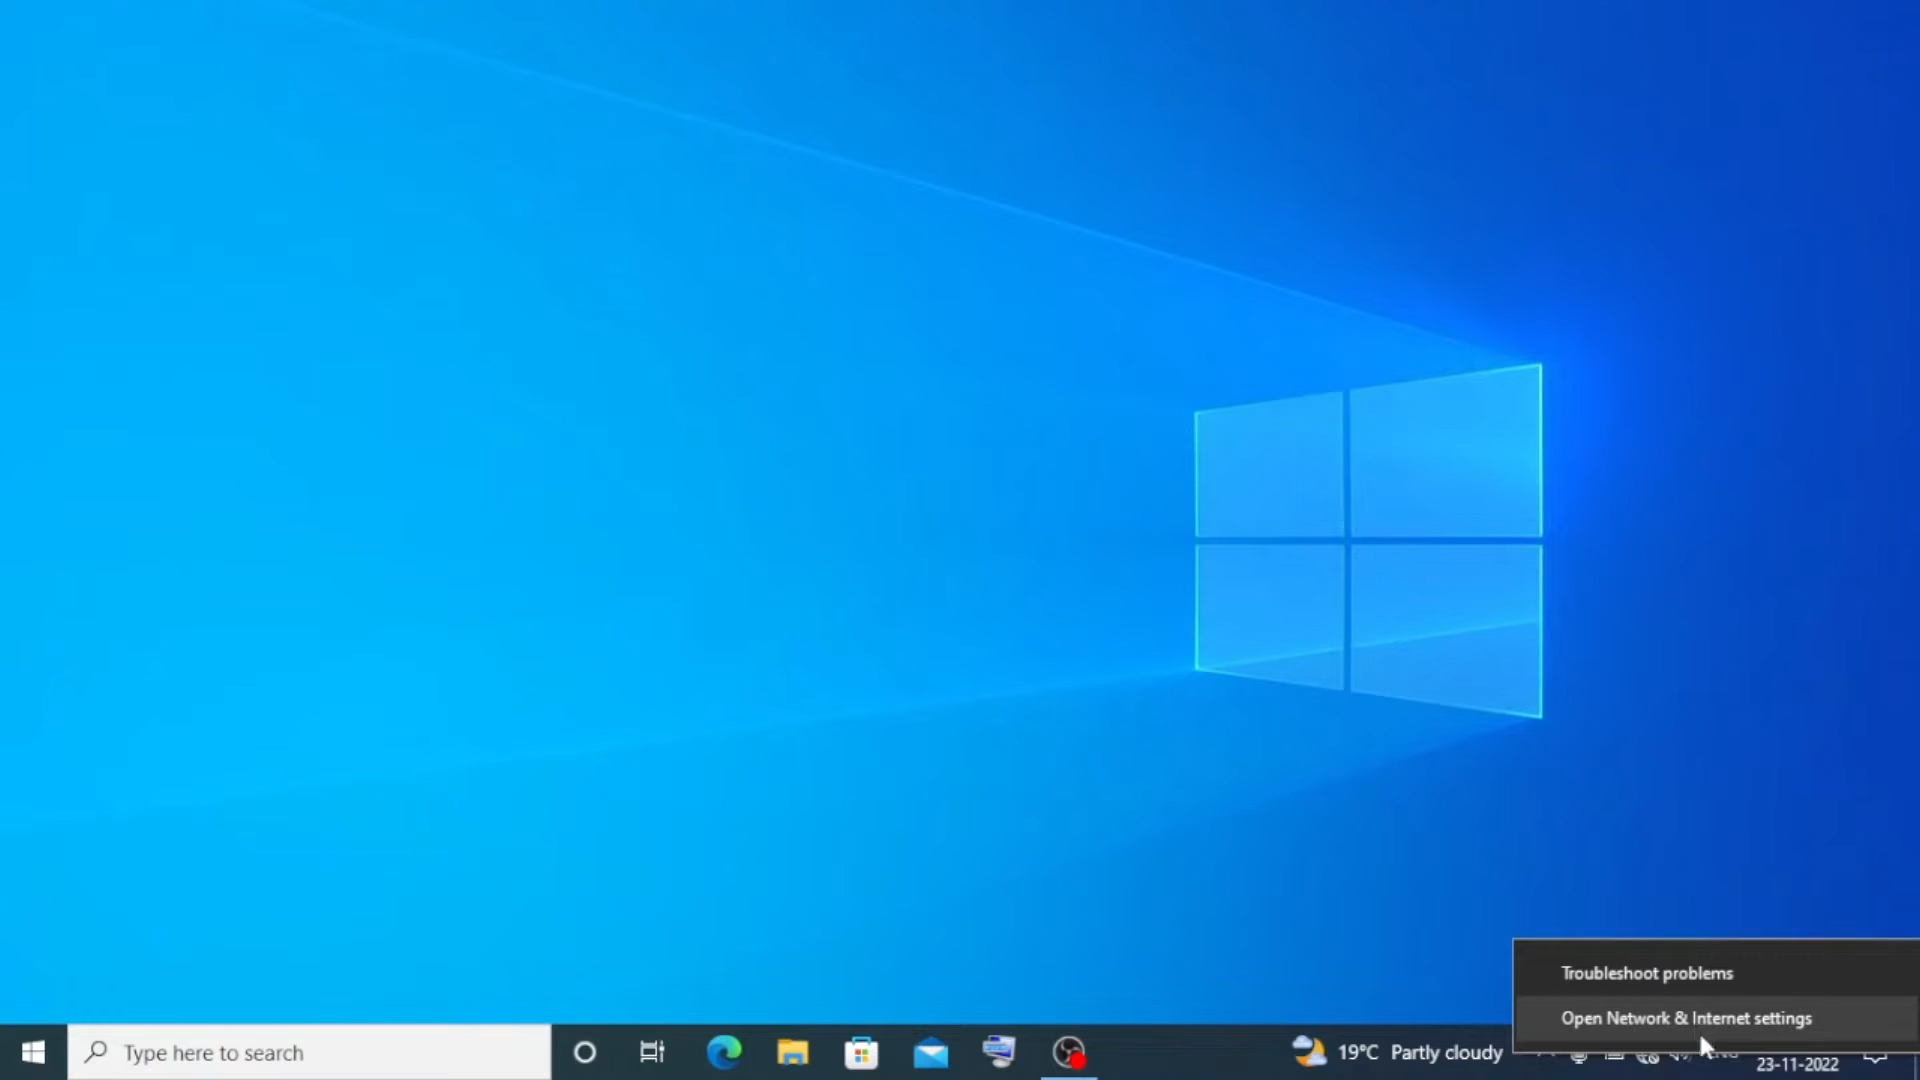 Troubleshoot problems
Open Network & Internet settings
Type here to search
19°C Partly cloudy
23-11-2022